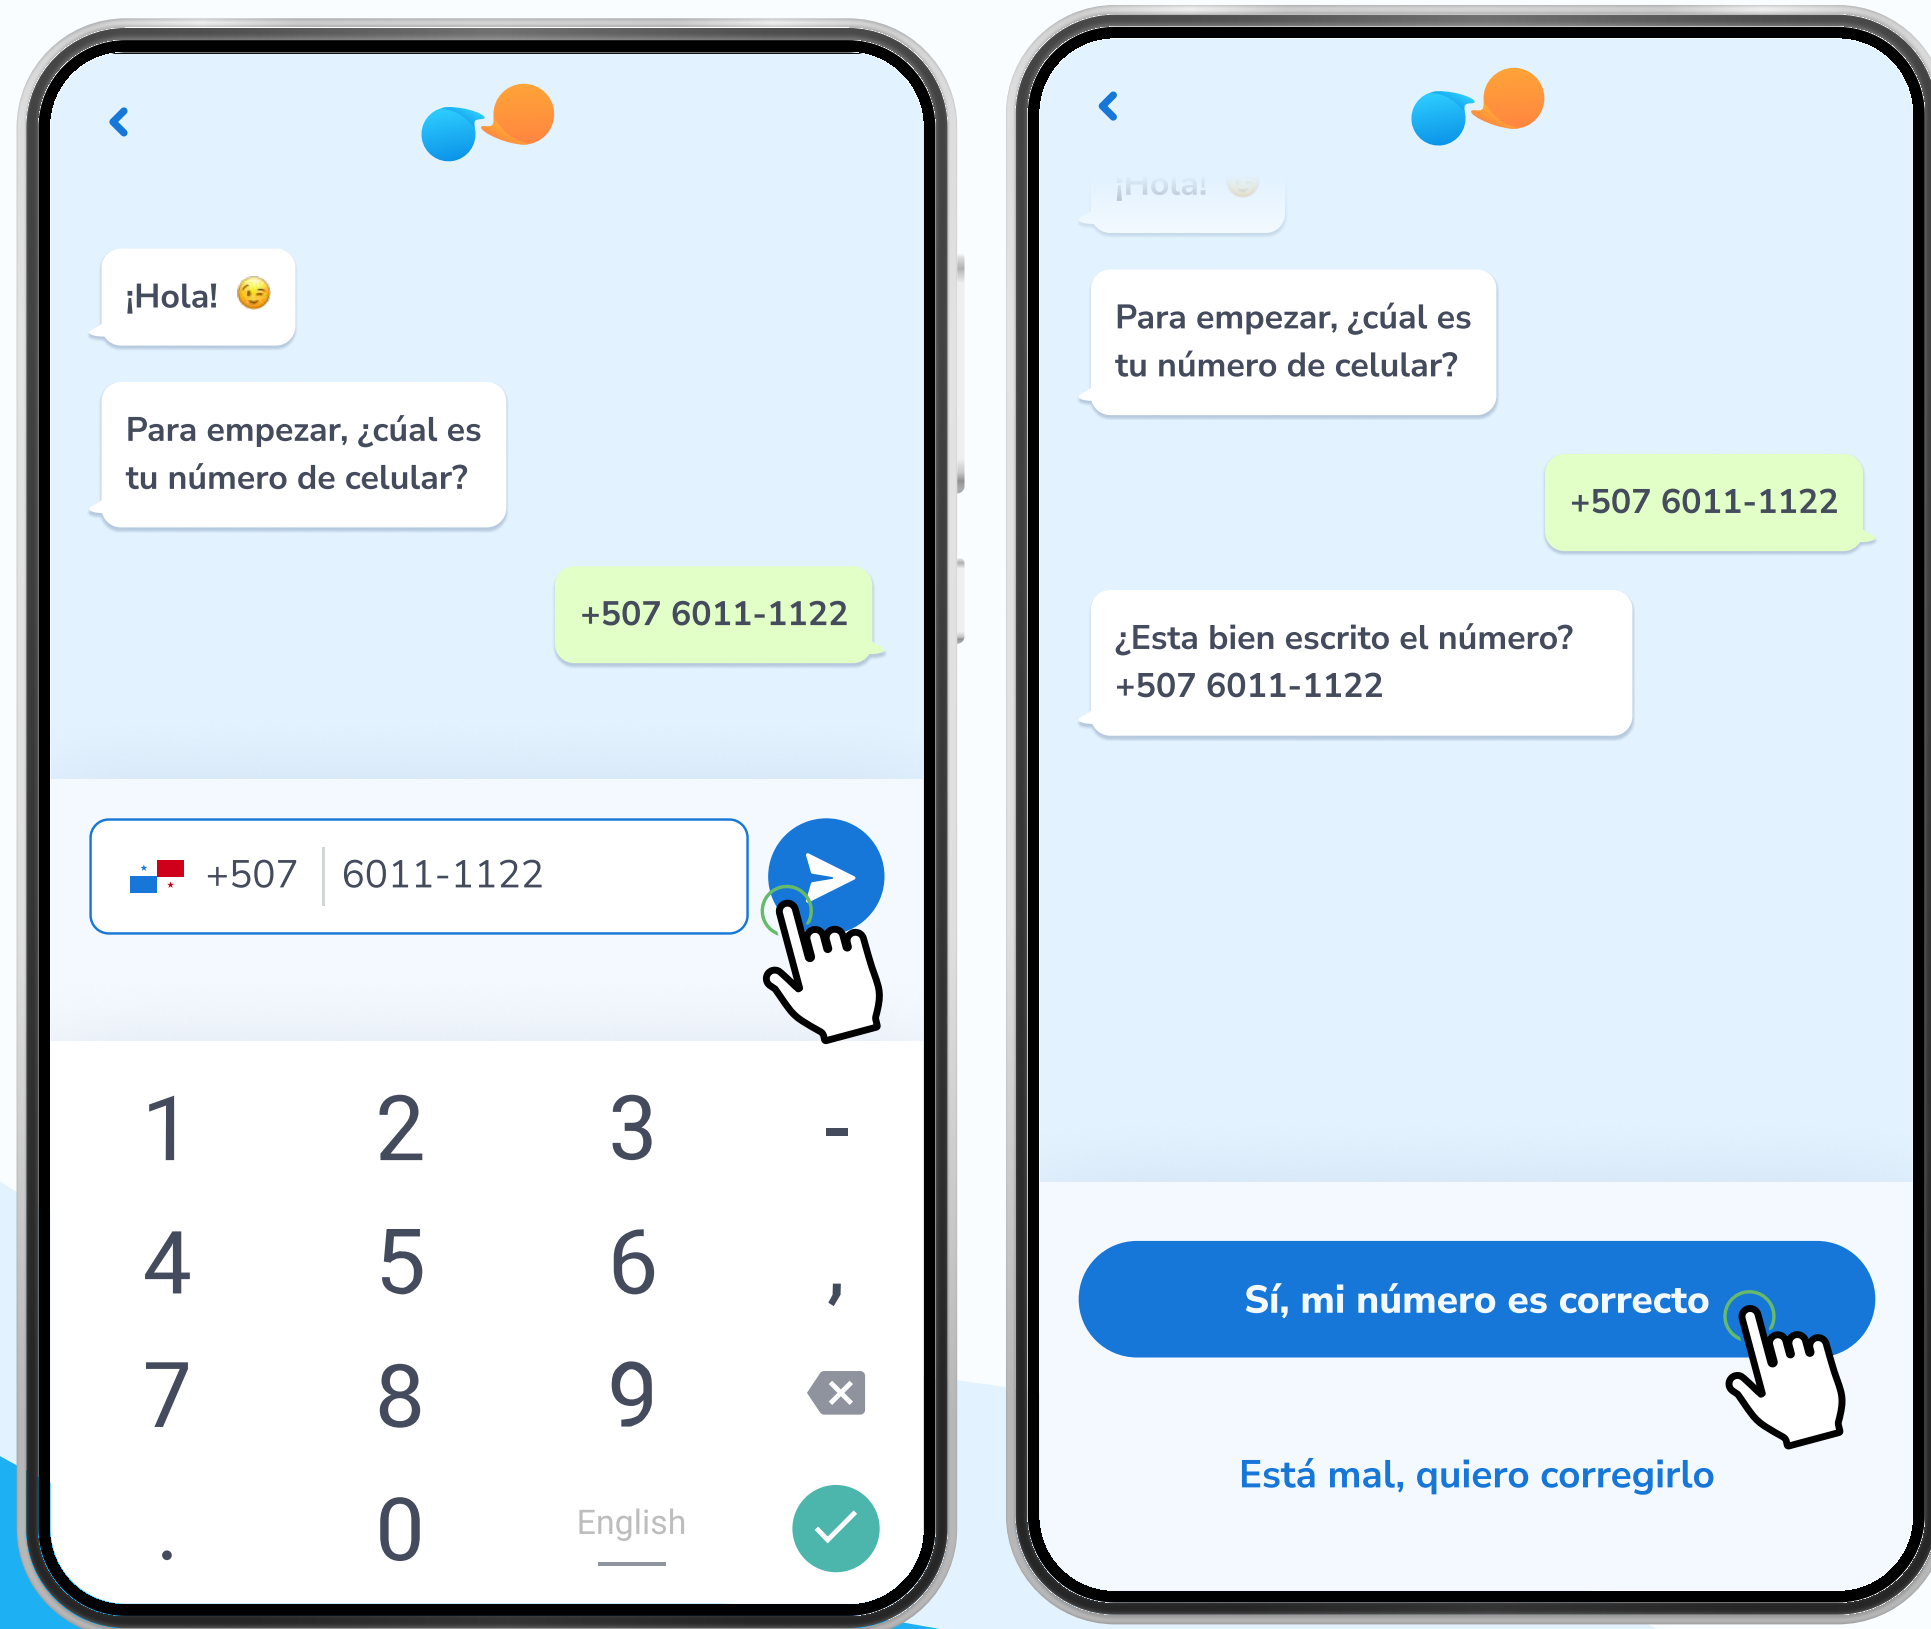 ¡Hola! 😉
Para empezar, ¿cúal es
tu número de celular?
+507 6011-1122
+507 6011-1122
1 2 3 -
4 5 6 ,
7 8 9
. 0 English
¡Hola! 😉
Para empezar, ¿cúal es
tu número de celular?
+507 6011-1122
¿Esta bien escrito el número?
+507 6011-1122
Sí, mi número es correcto
Está mal, quiero corregirlo